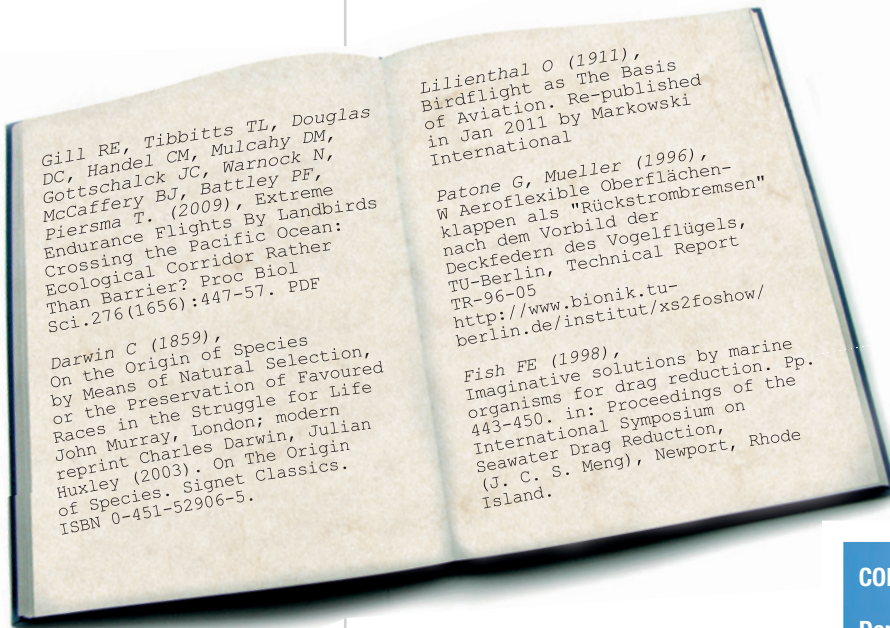 Gill RE, Tibbitts TL, Douglas
DC, Handel CM, Mulcahy DM,
Gottschalck JC, Warnock N,
McCaffery BJ, Battley PF,
Piersma T. (2009), Extreme
Endurance Flights By Landbirds
Crossing the Pacific Ocean:
Ecological Corridor Rather
Than Barrier? Proc Biol
Sci.276(1656):447-57. PDF
Darwin C (1859),
On the Origin of Species
by Means of Natural Selection,
or the Preservation of Favoured
Races in the Struggle for Life
John Murray, London; modern
reprint Charles Darwin, Julian
Huxley (2003). On The Origin
of Species. Signet Classics.
ISBN 0-451-52906-5.
Lilienthal O (1911),
Birdflight as The Basis
of Aviation. Re-published
in Jan 2011 by Markowski
International
Patone G, Mueller (1996),
W Aeroflexible Oberflächen-
klappen als "Rückstrombremsen"
nach dem Vorbild der
Deckfedern des Vogelflügels,
TU-Berlin, Technical Report
TR-96-05
http://www.bionik.tu-
berlin.de/institut/xs2foshow/
Fish FE (1998),
Imaginative solutions by marine
organisms for drag reduction. Pp.
443-450. in: Proceedings of the
International Symposium on
Seawater Drag Reduction,
(J. C. S. Meng), Newport, Rhode
Island.